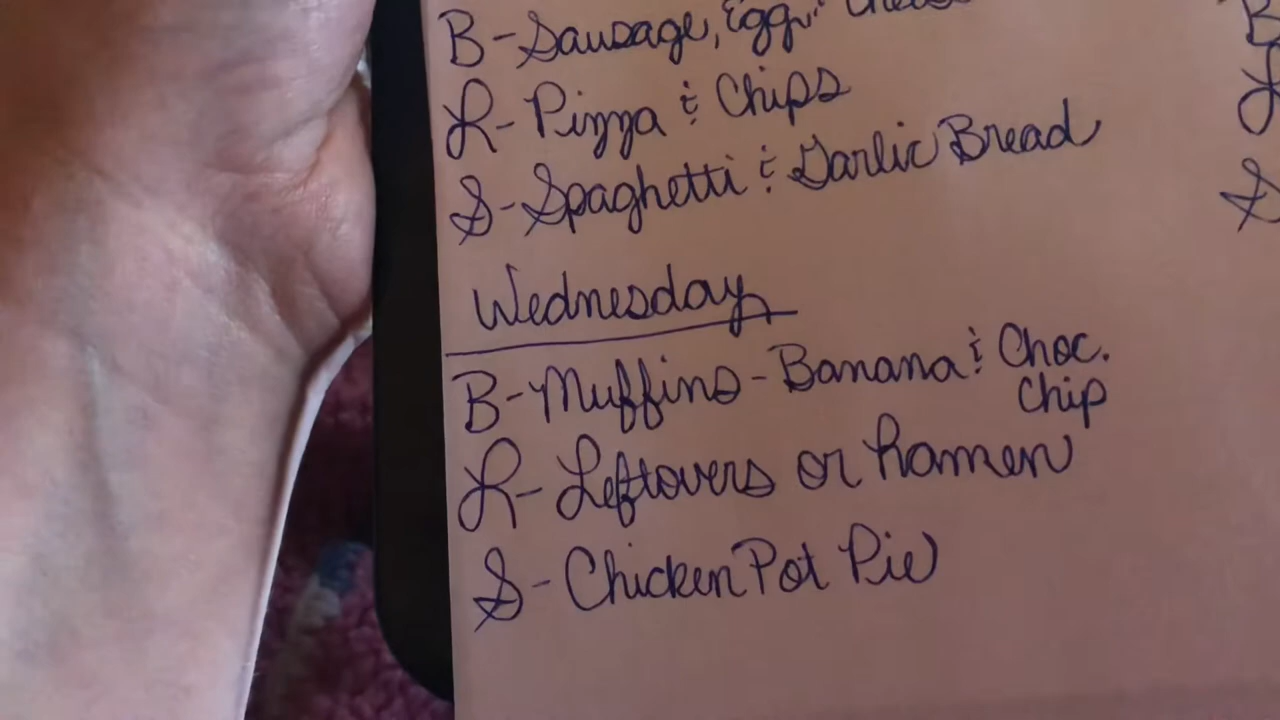 B-Sausage, Egg, &
L-Pizza & Chips
S-Spaghetti & Garlic Bread
Wednesday
B-Muffins-Banana & Choc.
Chip
L-Leftovers or Ramen
S-Chicken Pot Pie
B
L
S